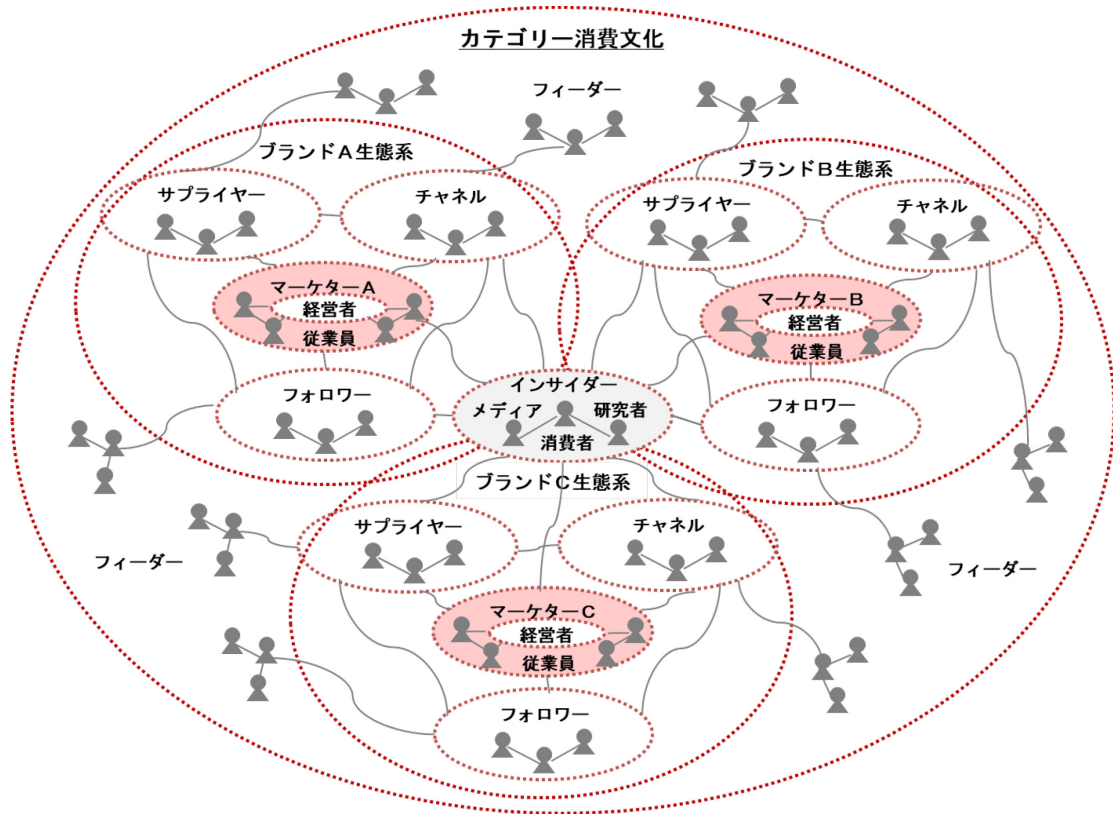 カテゴリー消費文化
フィーダー
ブランドA生態系
サプライヤー
チャネル
マーケターA
経営者
従業員
フォロワー
ブランドB生態系
サプライヤー
チャネル
マーケターB
経営者
従業員
フォロワー
インサイダー
メディア
研究者
消費者
ブランドC生態系
サプライヤー
チャネル
マーケターC
経営者
従業員
フォロワー
フィーダー
フィーダー